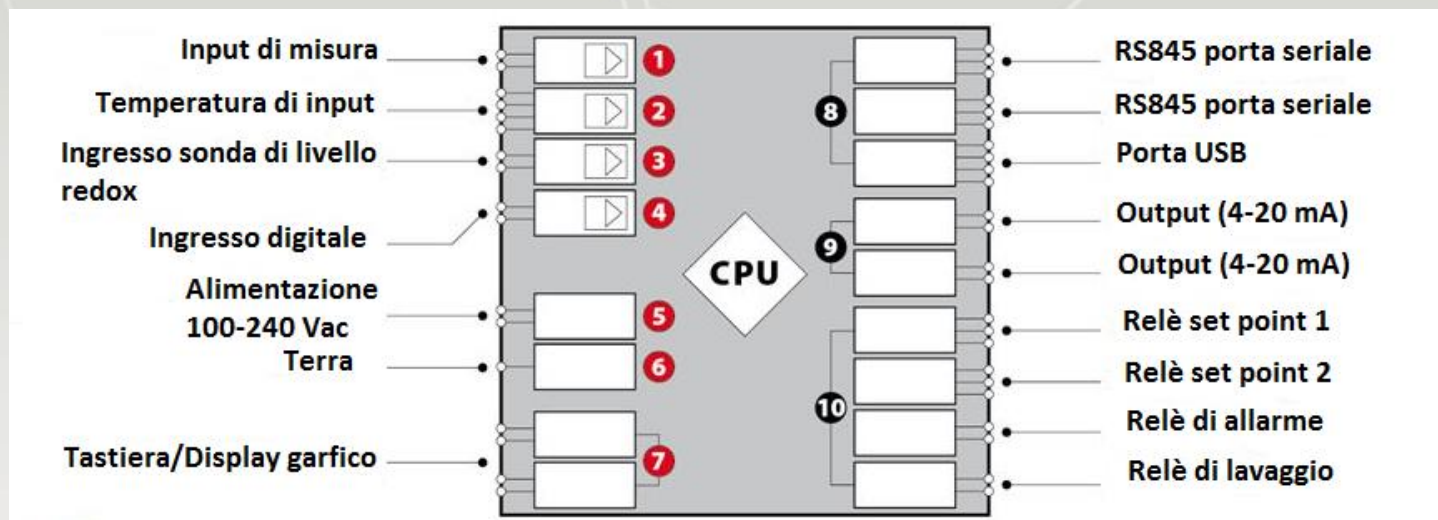 Input di misura
Temperatura di input
Ingresso sonda di livello
redox
Ingresso digitale
Alimentazione
100-240 Vac
Terra
Tastiera/Display garfico
1
2
3
4
5
6
7
CPU
8
9
10
RS845 porta seriale
RS845 porta seriale
Porta USB
Output (4-20 mA)
Output (4-20 mA)
Relè set point 1
Relè set point 2
Relè di allarme
Relè di lavaggio